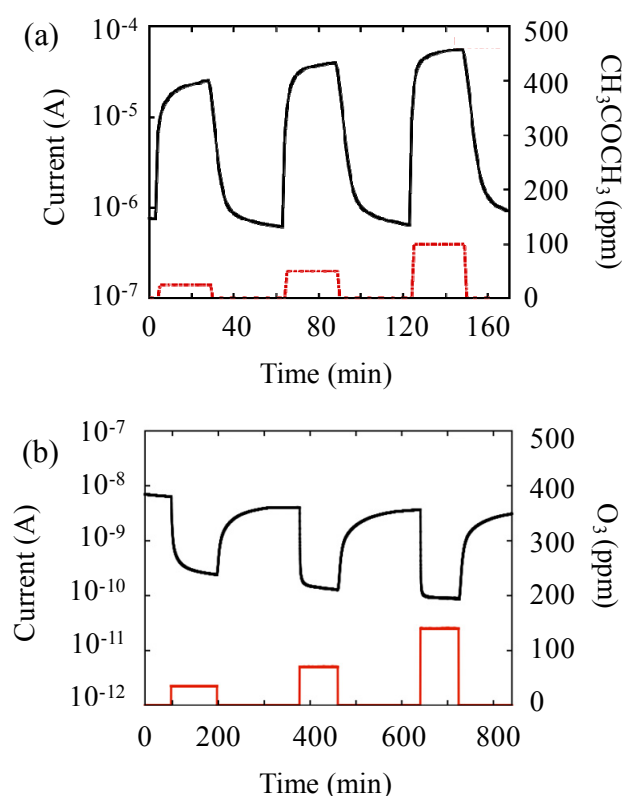 (a)
Current (A)
10⁻⁴
10⁻⁵
10⁻⁶
10⁻⁷
500
400
300
200
100
0
CH₃COCH₃ (ppm)
0 40 80 120 160
Time (min)
(b)
Current (A)
10⁻⁷
10⁻⁸
10⁻⁹
10⁻¹⁰
10⁻¹¹
10⁻¹²
500
400
300
200
100
0
O₃ (ppm)
0 200 400 600 800
Time (min)